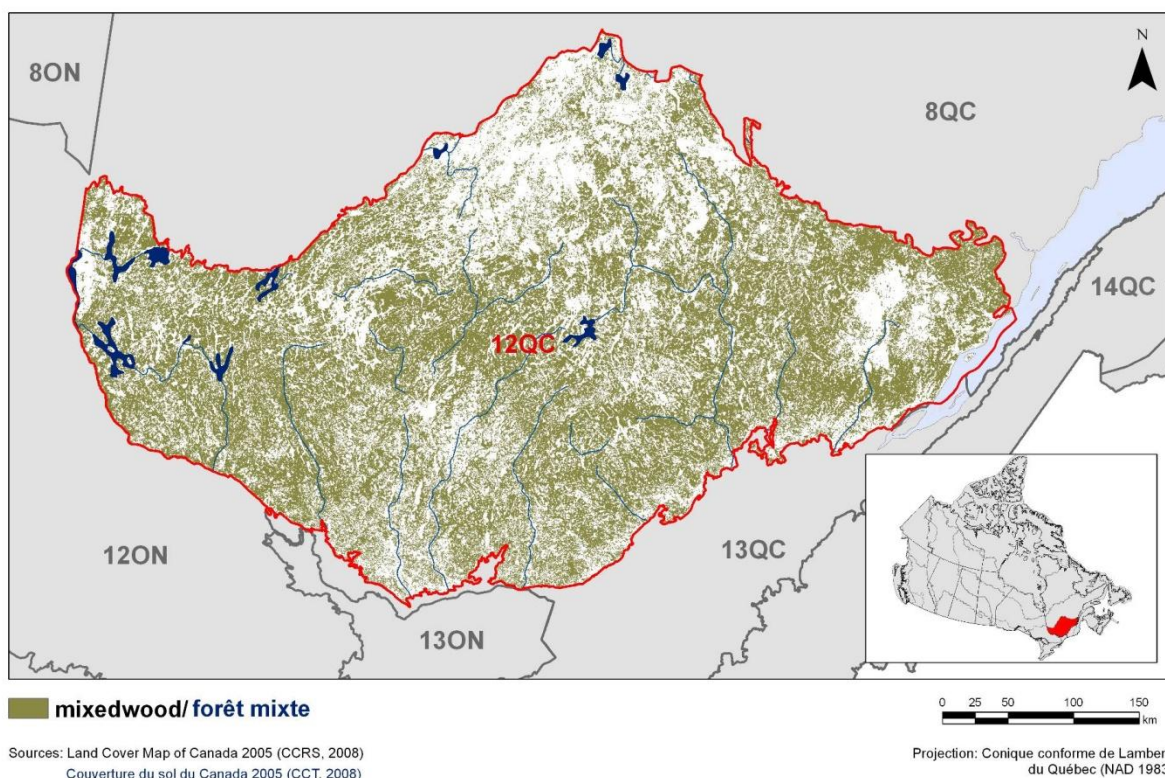 N
8ON
8QC
14QC
12QC
12ON
13QC
13ON
mixedwood/ forêt mixte
0 25 50 100 150
km
Sources: Land Cover Map of Canada 2005 (CCRS, 2008)
Couverture du sol du Canada 2005 (CCT, 2008)
Projection: Conique conforme de Lamber
du Québec (NAD 1983